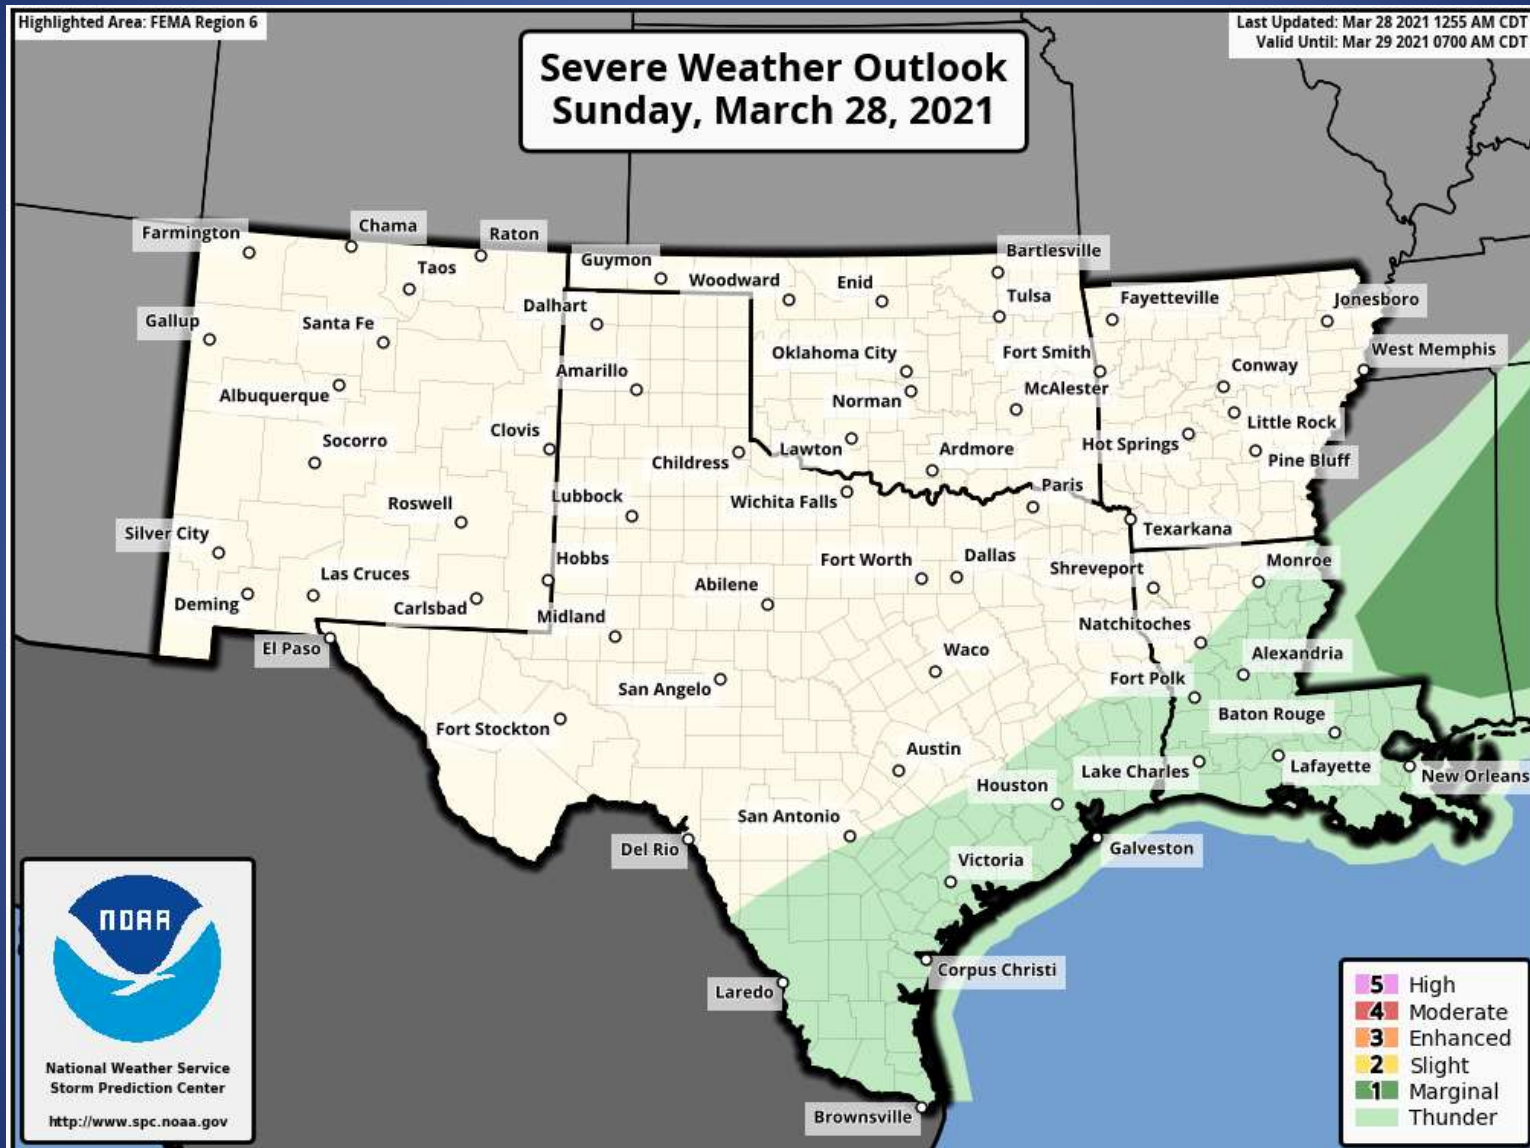 Highlighted Area: FEMA Region 6
Last Updated: Mar 28 2021 1255 AM CDT
Valid Until: Mar 29 2021 0700 AM CDT
Severe Weather Outlook
Sunday, March 28, 2021
Farmington
Chama
Raton
Taos
Guymon
Woodward
Enid
Bartlesville
Tulsa
Fayetteville
Jonesboro
Gallup
Santa Fe
Dalhart
Albuquerque
Amarillo
Oklahoma City
Fort Smith
West Memphis
Conway
Norman
McAlester
Little Rock
Socorro
Clovis
Childress
Lawton
Ardmore
Hot Springs
Pine Bluff
Roswell
Lubbock
Wichita Falls
Paris
Texarkana
Silver City
Las Cruces
Hobbs
Abilene
Fort Worth
Dallas
Shreveport
Monroe
Deming
Carlsbad
Midland
Natchitoches
El Paso
San Angelo
Waco
Alexandria
Fort Polk
Fort Stockton
Austin
Baton Rouge
Houston
Lake Charles
Lafayette
New Orleans
San Antonio
Del Rio
Victoria
Galveston
Laredo
Corpus Christi
Brownsville
NOAA
National Weather Service
Storm Prediction Center
http://www.spc.noaa.gov
5 High
4 Moderate
3 Enhanced
2 Slight
1 Marginal
Thunder